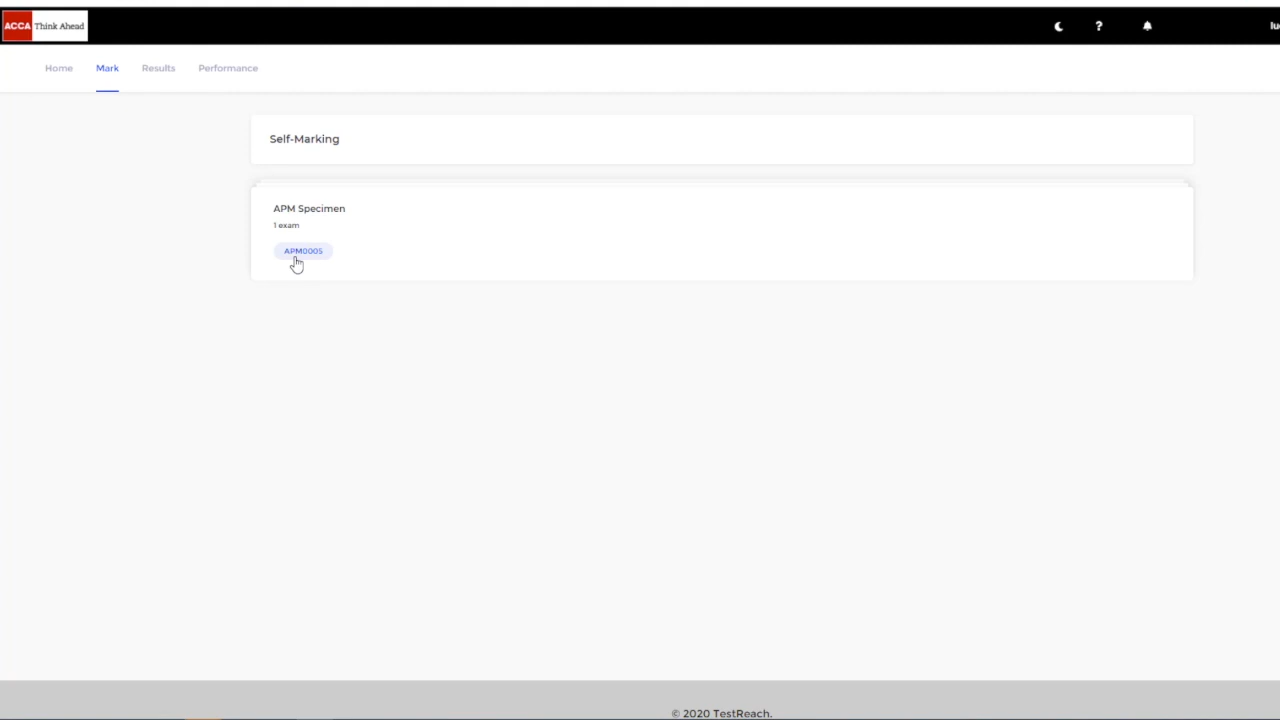 ACCA Think Ahead
?
Home Mark Results Performance
Self-Marking
APM Specimen
1 exam
APM0005
© 2020 TestReach.